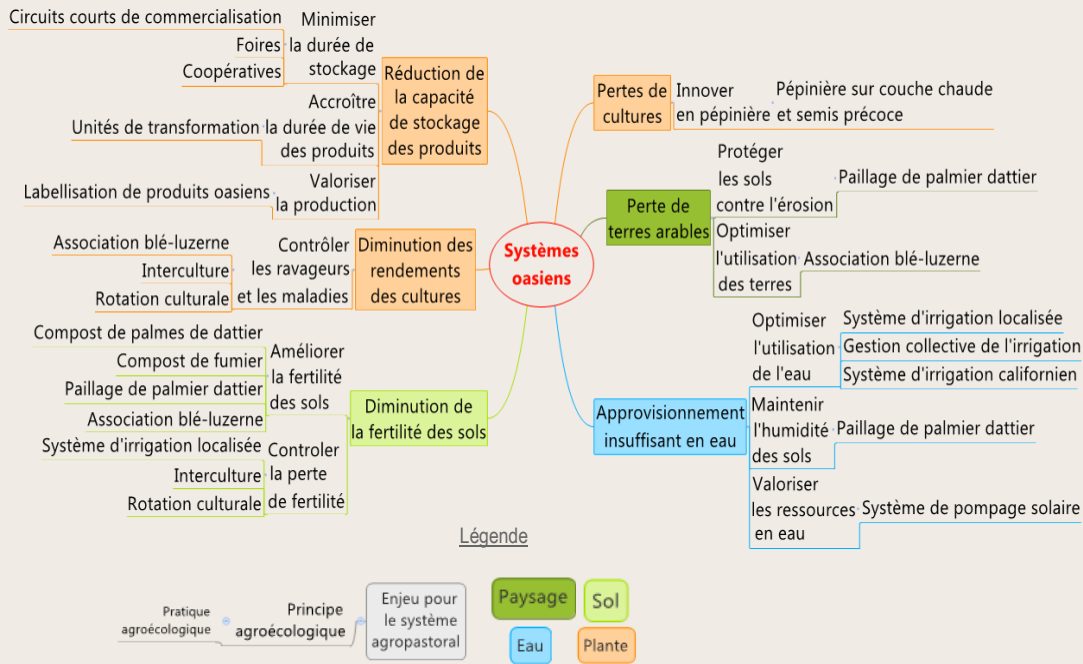 Systèmes
oasiens
Réduction de
la capacité
de stockage
des produits
Minimiser
la durée de
stockage
Circuits courts de commercialisation
Foires
Coopératives
Accroître
la durée de vie
des produits
Unités de transformation
Valoriser
la production
Labellisation de produits oasiens
Diminution des
rendements
des cultures
Contrôler
les ravageurs
et les maladies
Association blé-luzerne
Interculture
Rotation culturale
Diminution de
la fertilité des sols
Améliorer
la fertilité
des sols
Compost de palmes de dattier
Compost de fumier
Paillage de palmier dattier
Association blé-luzerne
Controler
la perte
de fertilité
Système d'irrigation localisée
Interculture
Rotation culturale
Pertes de
cultures
Innover
en pépinière
Pépinière sur couche chaude
et semis précoce
Perte de
terres arables
Protéger
les sols
contre l'érosion
Paillage de palmier dattier
Optimiser
l'utilisation
des terres
Association blé-luzerne
Approvisionnement
insuffisant en eau
Optimiser
l'utilisation
de l'eau
Système d'irrigation localisée
Gestion collective de l'irrigation
Système d'irrigation californien
Maintenir
l'humidité
des sols
Paillage de palmier dattier
Valoriser
les ressources
en eau
Système de pompage solaire
Légende
Pratique
agroécologique
Principe
agroécologique
Enjeu pour
le système
agropastoral
Paysage
Sol
Eau
Plante